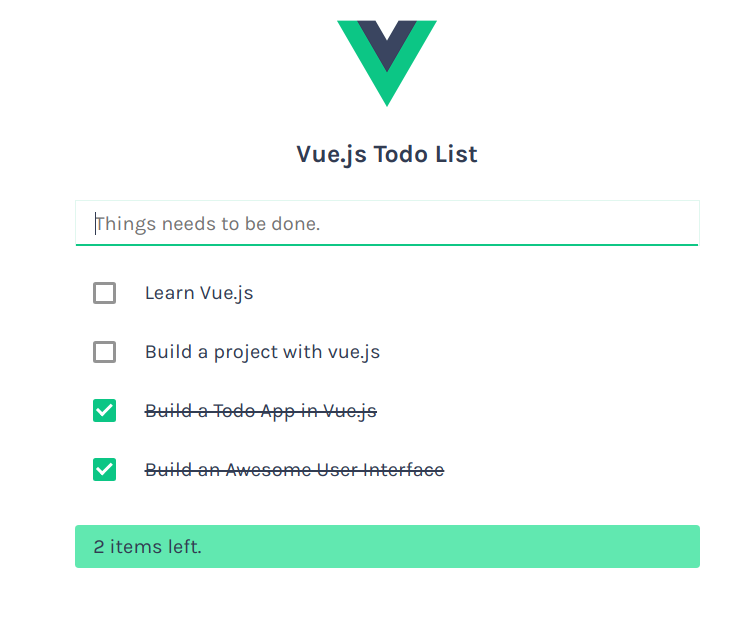 Vue.js Todo List
Things needs to be done.
Learn Vue.js
Build a project with vue.js
Build a Todo App in Vue.js
Build an Awesome User Interface
2 items left.